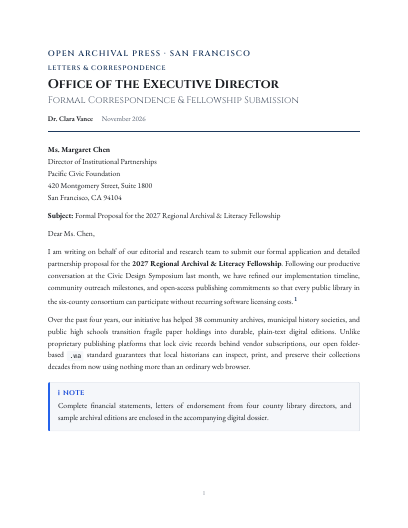 OPEN ARCHIVAL PRESS · SAN FRANCISCO
LETTERS & CORRESPONDENCE
OFFICE OF THE EXECUTIVE DIRECTOR
FORMAL CORRESPONDENCE & FELLOWSHIP SUBMISSION
Dr. Clara Vance November 2026
Ms. Margaret Chen
Director of Institutional Partnerships
Pacific Civic Foundation
420 Montgomery Street, Suite 1800
San Francisco, CA 94104
Subject: Formal Proposal for the 2027 Regional Archival & Literacy Fellowship
Dear Ms. Chen,
I am writing on behalf of our editorial and research team to submit our formal application and detailed
partnership proposal for the 2027 Regional Archival & Literacy Fellowship. Following our productive
conversation at the Civic Design Symposium last month, we have refined our implementation timeline,
community outreach milestones, and open-access publishing commitments so that every public library in
the six-county consortium can participate without recurring software licensing costs. 1
Over the past four years, our initiative has helped 38 community archives, municipal history societies, and
public high schools transition fragile paper holdings into durable, plain-text digital editions. Unlike
proprietary publishing platforms that lock civic records behind vendor subscriptions, our open folder-
based .wa standard guarantees that local historians can inspect, print, and preserve their collections
decades from now using nothing more than an ordinary web browser.
i NOTE
Complete financial statements, letters of endorsement from four county library directors, and
sample archival editions are enclosed in the accompanying digital dossier.
1